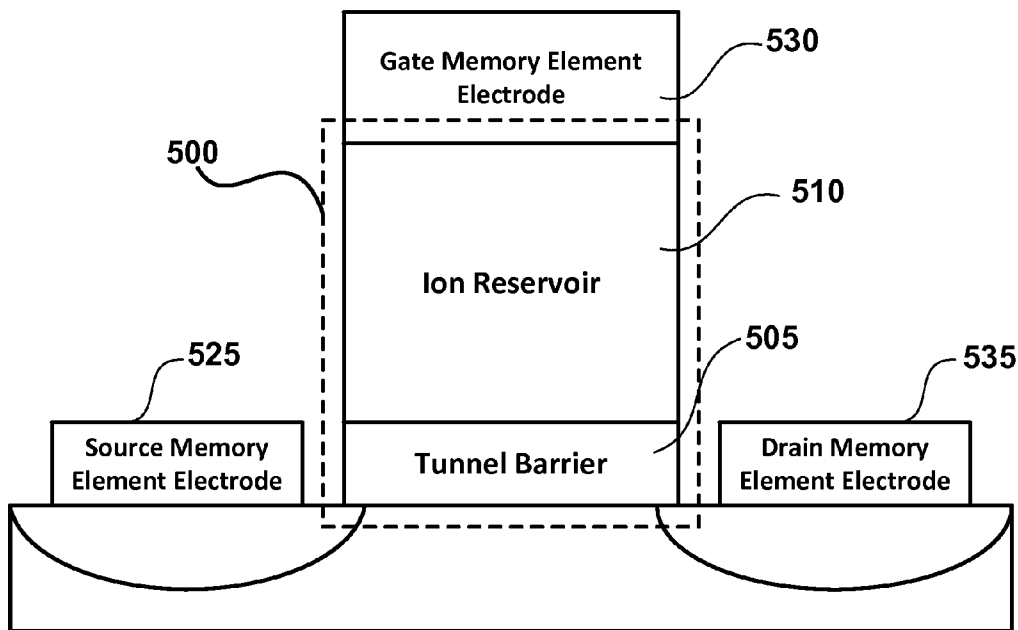 530
Gate Memory Element
Electrode
500
510
Ion Reservoir
505
525
535
Source Memory
Element Electrode
Tunnel Barrier
Drain Memory
Element Electrode